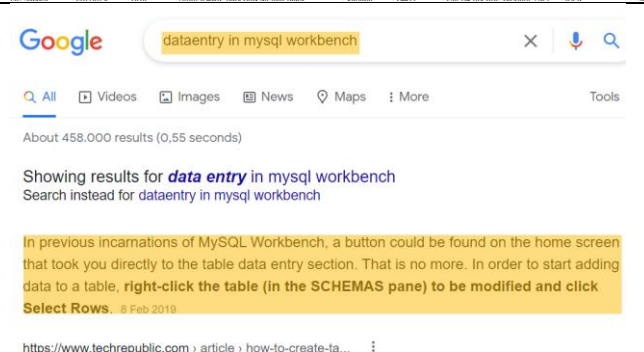 Google
dataentry in mysql workbench
All Videos Images News Maps More Tools
About 458.000 results (0,55 seconds)
Showing results for data entry in mysql workbench
Search instead for dataentry in mysql workbench
In previous incarnations of MySQL Workbench, a button could be found on the home screen
that took you directly to the table data entry section. That is no more. In order to start adding
data to a table, right-click the table (in the SCHEMAS pane) to be modified and click
Select Rows. 8 Feb 2019
https://www.techrepublic.com › article › how-to-create-ta...